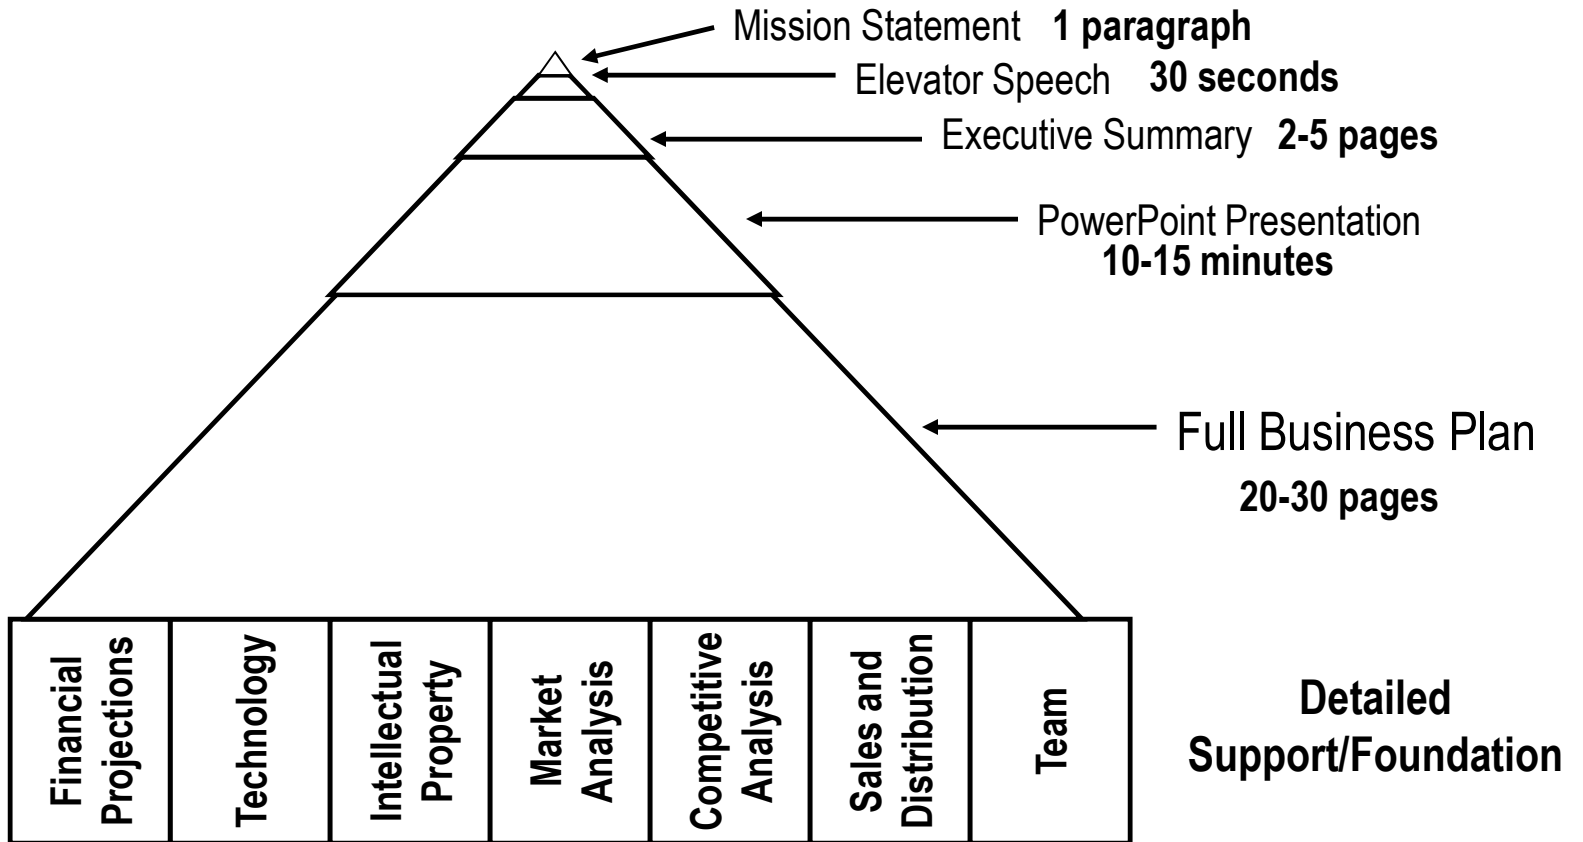 Mission Statement 1 paragraph
Elevator Speech 30 seconds
Executive Summary 2-5 pages
PowerPoint Presentation
10-15 minutes
Full Business Plan
20-30 pages
Financial
Projections
Technology
Intellectual
Property
Market
Analysis
Competitive
Analysis
Sales and
Distribution
Team
Detailed
Support/Foundation